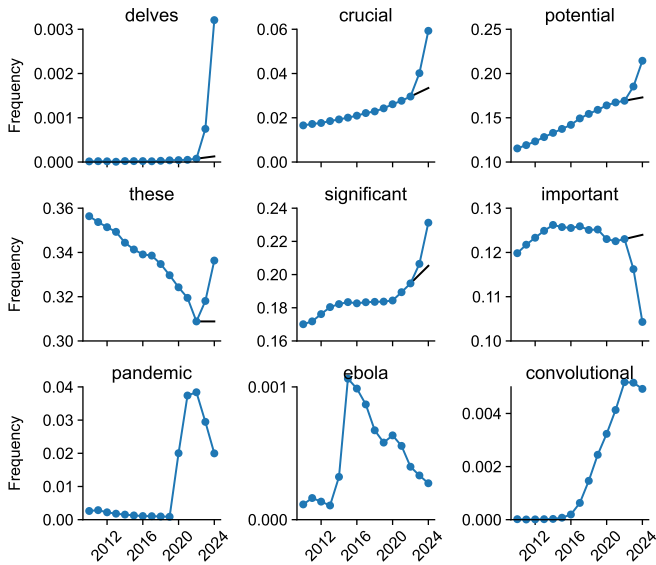 delves crucial potential
0.003 0.06 0.25
0.002 0.04 0.20
0.001 0.02 0.15
0.000 0.00 0.10
Frequency
these significant important
0.36 0.24 0.13
0.34 0.22 0.12
0.20
0.32 0.18 0.11
0.30 0.16 0.10
Frequency
pandemic ebola convolutional
0.04 0.001
0.03 0.004
0.02 0.002
0.01
0.00 0.000 0.000
Frequency
2012 2016 2020 2024 2012 2016 2020 2024 2012 2016 2020 2024